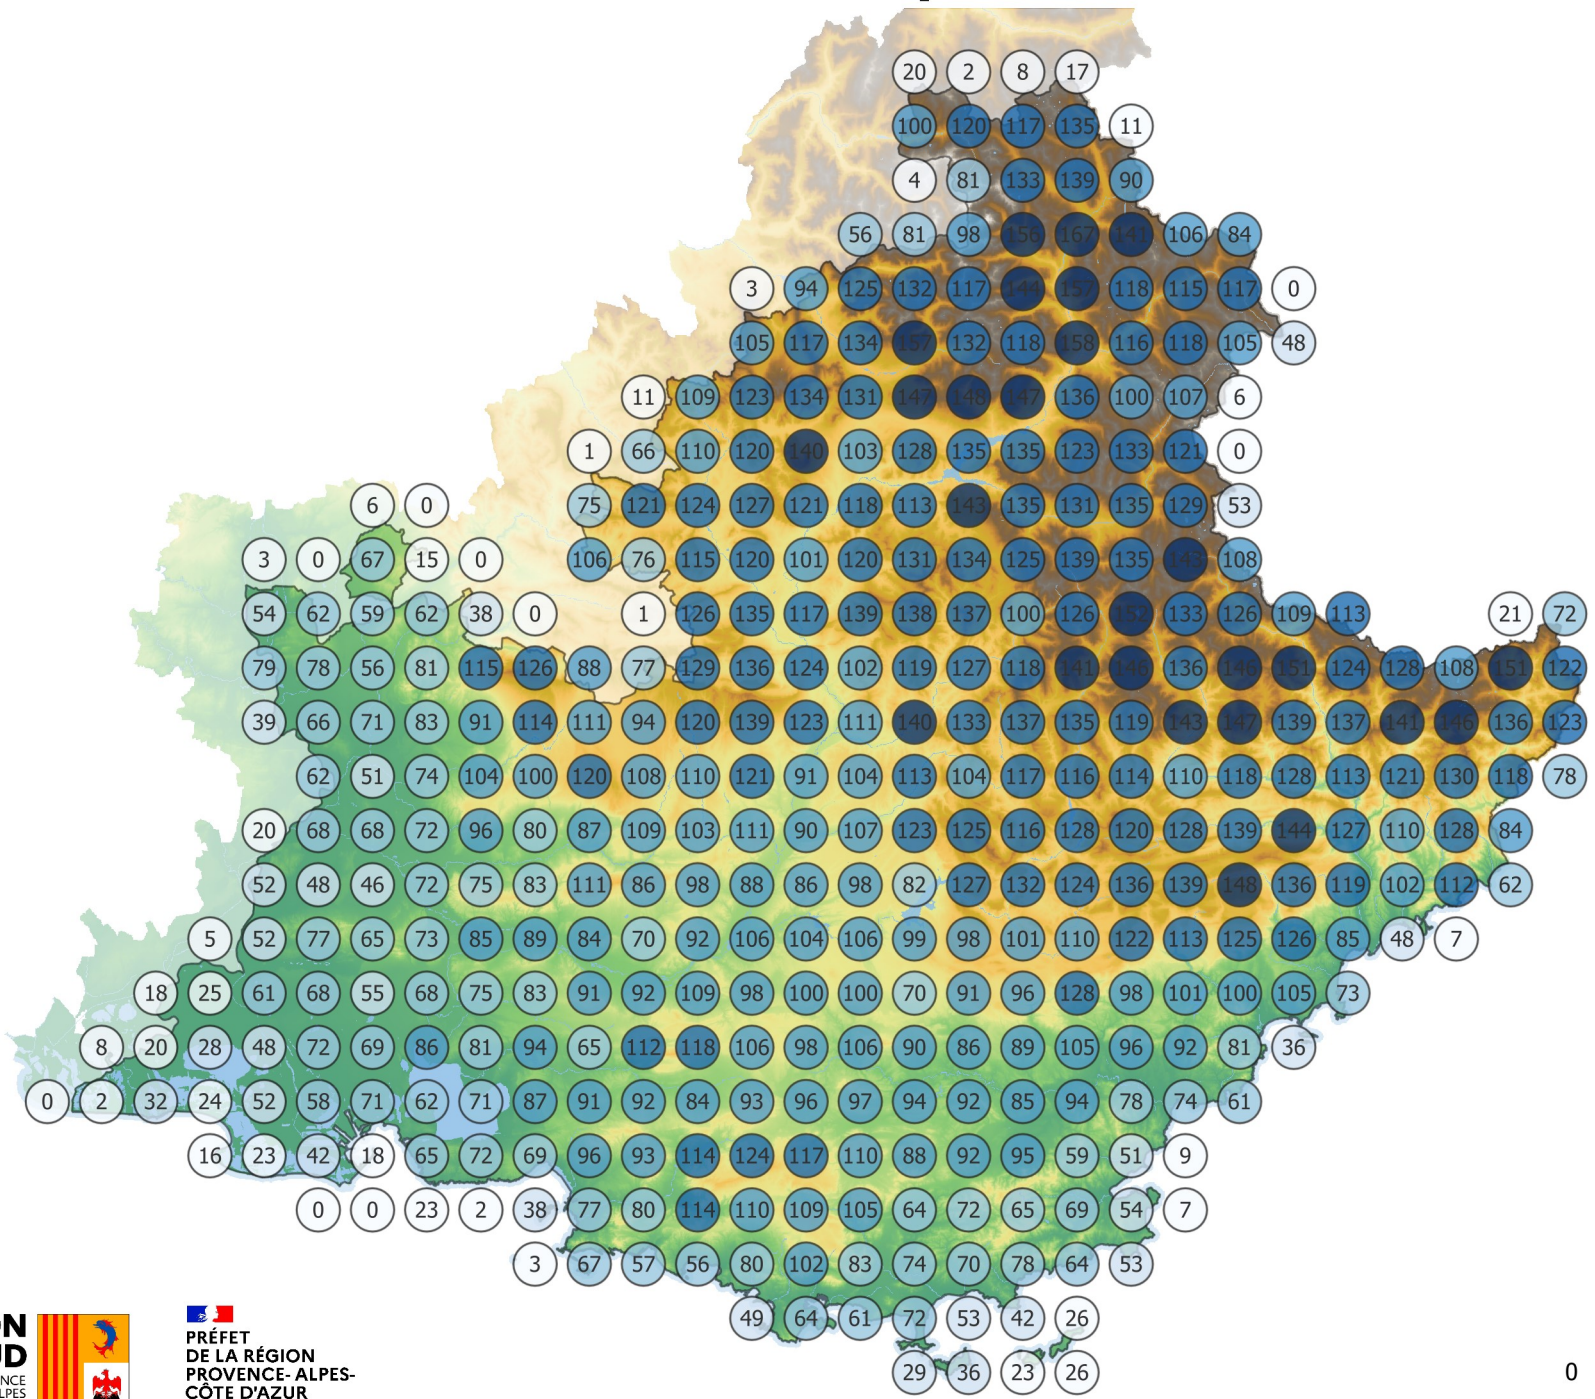 20 2 8 17
100 120 117 135 11
4 81 133 139 90
56 81 98 156 167 141 106 84
3 94 125 132 117 144 157 118 115 117 0
105 117 134 157 132 118 158 116 118 105 48
11 109 123 134 131 147 148 147 136 100 107 6
1 66 110 120 140 103 128 135 135 123 133 121 0
6 0 75 121 124 127 121 118 113 143 135 131 135 129 53
3 0 67 15 0 106 76 115 120 101 120 131 134 125 139 135 143 108
54 62 59 62 38 0 1 126 135 117 139 138 137 100 126 152 133 126 109 113 21 72
79 78 56 81 115 126 88 77 129 136 124 102 119 127 118 141 146 136 146 151 124 128 108 151 122
39 66 71 83 91 114 111 94 120 139 123 111 140 133 137 135 119 143 147 139 137 141 146 136 123
62 51 74 104 100 120 108 110 121 91 104 113 104 117 116 114 110 118 128 113 121 130 118 78
20 68 68 72 96 80 87 109 103 111 90 107 123 125 116 128 120 128 139 144 127 110 128 84
52 48 46 72 75 83 111 86 98 88 86 98 82 127 132 124 136 139 148 136 119 102 112 62
5 52 77 65 73 85 89 84 70 92 106 104 106 99 98 101 110 122 113 125 126 85 48 7
18 25 61 68 55 68 75 83 91 92 109 98 100 100 70 91 96 128 98 101 100 105 73
8 20 28 48 72 69 86 81 94 65 112 118 106 98 106 90 86 89 105 96 92 81 36
0 2 32 24 52 58 71 62 71 87 91 92 84 93 96 97 94 92 85 94 78 74 61
16 23 42 18 65 72 69 96 93 114 124 117 110 88 92 95 59 51 9
0 0 23 2 38 77 80 114 110 109 105 64 72 65 69 54 7
3 67 57 56 80 102 83 74 70 78 64 53
49 64 61 72 53 42 26
29 36 23 26
0
PRÉFET
DE LA RÉGION
PROVENCE- ALPES-
CÔTE D'AZUR